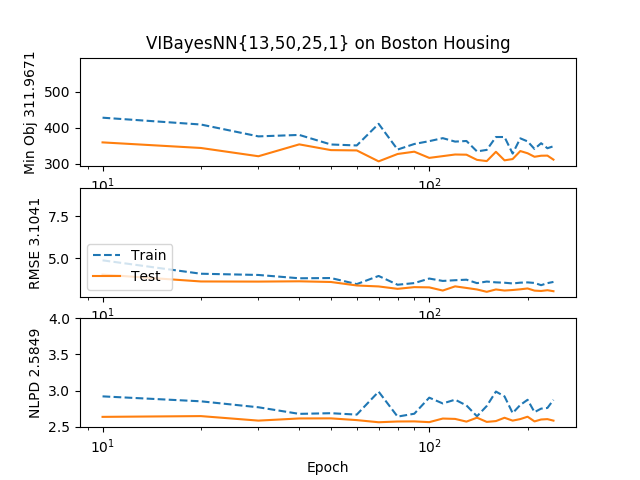 VIBayesNN{13,50,25,1} on Boston Housing
Min Obj 311.9671
500
400
300
10¹
10²
RMSE 3.1041
7.5
5.0
Train
Test
10¹
10²
NLPD 2.5849
4.0
3.5
3.0
2.5
10¹
10²
Epoch